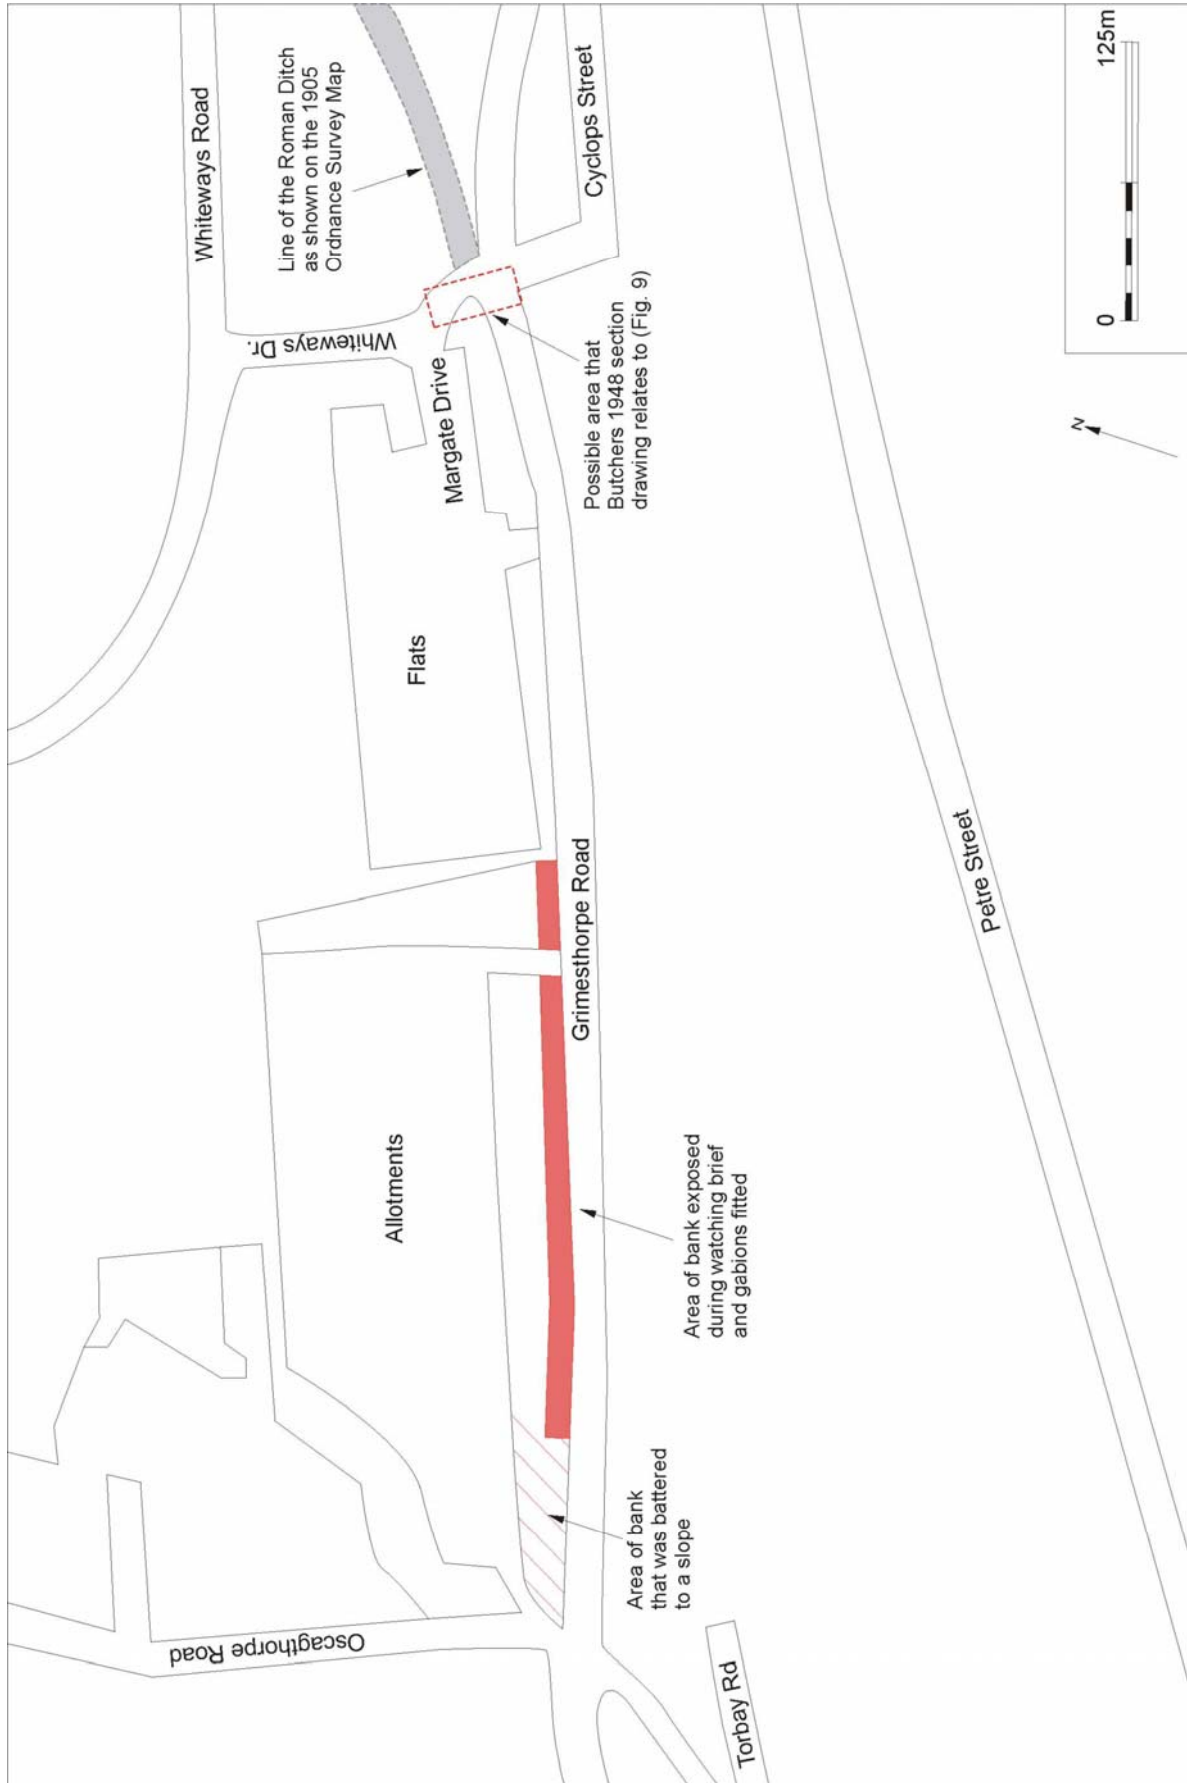 Whiteways Road
Line of the Roman Ditch
as shown on the 1905
Ordnance Survey Map
Cyclops Street
125m
0
Whiteways Dr.
Margate Drive
Possible area that
Butchers 1948 section
drawing relates to (Fig. 9)
N
Flats
Grimesthorpe Road
Petre Street
Allotments
Area of bank exposed
during watching brief
and gabions fitted
Area of bank
that was battered
to a slope
Oscagthorpe Road
Torbay Rd